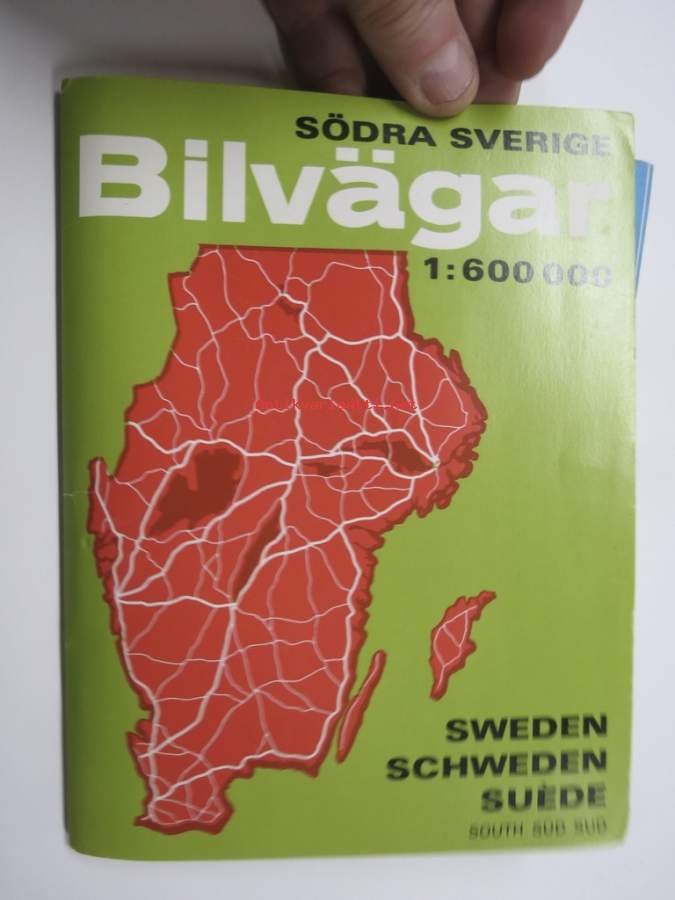 SÖDRA SVERIGE
Bilvägar
1:600 000
SWEDEN
SCHWEDEN
SUÈDE
SOUTH SÜD SUD